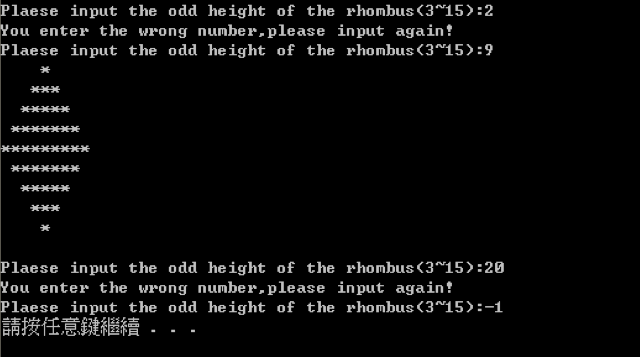 Plaese input the odd height of the rhombus(3~15):2
You enter the wrong number,please input again!
Plaese input the odd height of the rhombus(3~15):9
    *
   ***
  *****
 *******
*********
 *******
  *****
   ***
    *
Plaese input the odd height of the rhombus(3~15):20
You enter the wrong number,please input again!
Plaese input the odd height of the rhombus(3~15):-1
請按任意鍵繼續 . . .